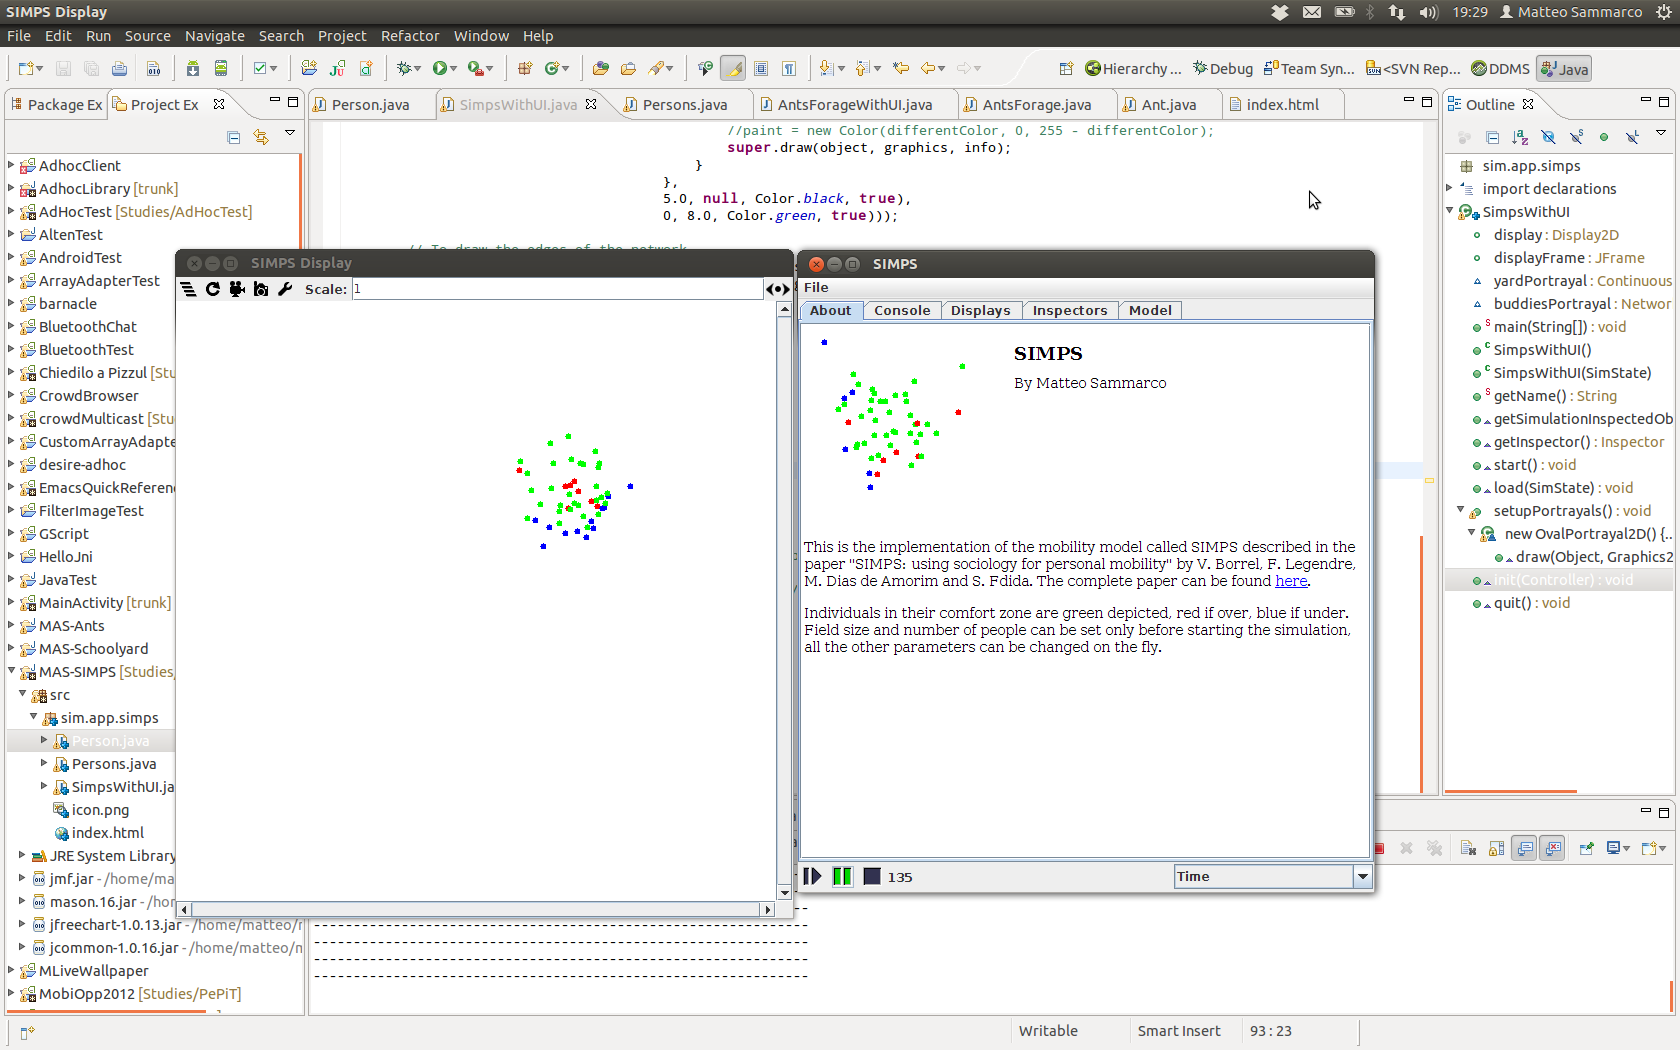 SIMPS Display
19:29 Matteo Sammarco
File Edit Run Source Navigate Search Project Refactor Window Help
Hierarchy ... Debug Team Syn... <SVN Rep... DDMS Java
Package Ex Project Ex
Person.java SimpsWithUI.java Persons.java AntsForageWithUI.java AntsForage.java Ant.java index.html
Outline
AdhocClient
AdhocLibrary [trunk]
AdHocTest [Studies/AdHocTest]
AltenTest
AndroidTest
ArrayAdapterTest
barnacle
BluetoothChat
BluetoothTest
Chiedilo a Pizzul [Stu
CrowdBrowser
crowdMulticast [Stud
CustomArrayAdapte
desire-adhoc
EmacsQuickReferen
FilterImageTest
GScript
HelloJni
JavaTest
MainActivity [trunk]
MAS-Ants
MAS-Schoolyard
MAS-SIMPS [Studies,
src
sim.app.simps
Person.java
Persons.java
SimpsWithUI.ja
icon.png
index.html
JRE System Library
jmf.jar - /home/ma
mason.16.jar - /hor
jfreechart-1.0.13.jar - /home/matteo/r
jcommon-1.0.16.jar - /home/matteo/n
MLiveWallpaper
MobiOpp2012 [Studies/PePiT]
//paint = new Color(differentColor, 0, 255 - differentColor);
super.draw(object, graphics, info);
}
},
5.0, null, Color.black, true),
0, 8.0, Color.green, true)));
// To draw the edges of the network
SIMPS Display
Scale: 1
SIMPS
File
About Console Displays Inspectors Model
SIMPS
By Matteo Sammarco
This is the implementation of the mobility model called SIMPS described in the
paper "SIMPS: using sociology for personal mobility" by V. Borrel, F. Legendre,
M. Dias de Amorim and S. Fdida. The complete paper can be found here.
Individuals in their comfort zone are green depicted, red if over, blue if under.
Field size and number of people can be set only before starting the simulation,
all the other parameters can be changed on the fly.
135 Time
sim.app.simps
import declarations
SimpsWithUI
display : Display2D
displayFrame : JFrame
yardPortrayal : Continuous
buddiesPortrayal : Networ
main(String[]) : void
SimpsWithUI()
SimpsWithUI(SimState)
getName() : String
getSimulationInspectedOb
getInspector() : Inspector
start() : void
load(SimState) : void
setupPortrayals() : void
new OvalPortrayal2D() {...
draw(Object, Graphics2
init(Controller) : void
quit() : void
---------------------------------------------------------------
---------------------------------------------------------------
---------------------------------------------------------------
---------------------------------------------------------------
Writable Smart Insert 93 : 23